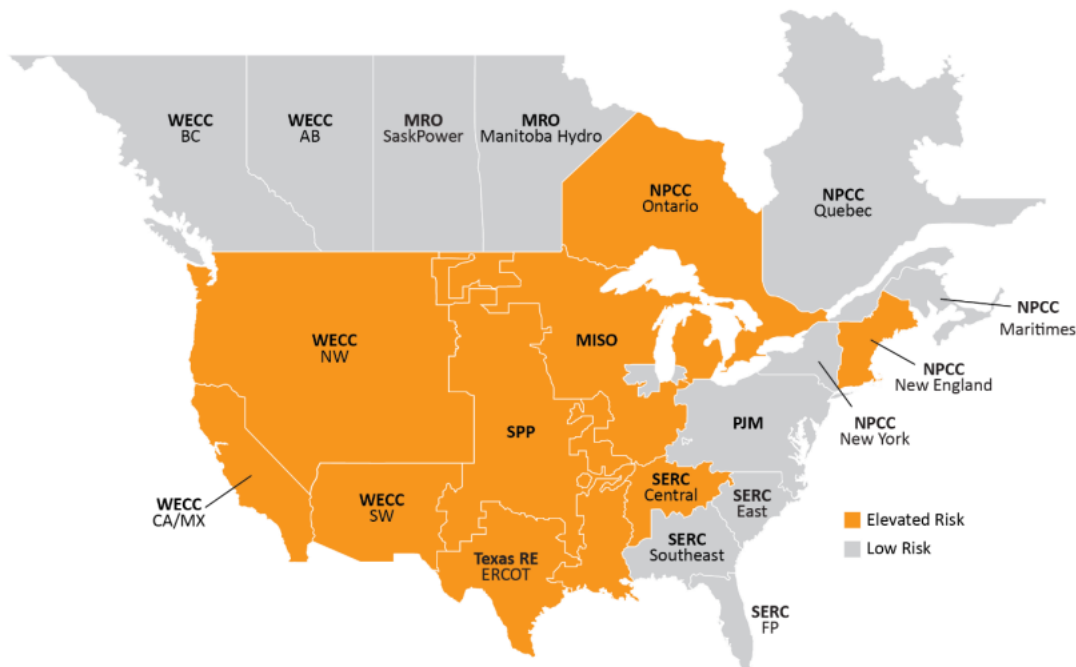 WECC
BC
WECC
AB
MRO
SaskPower
MRO
Manitoba Hydro
NPCC
Ontario
NPCC
Quebec
NPCC
Maritimes
WECC
NW
MISO
NPCC
New England
SPP
PJM
NPCC
New York
WECC
CA/MX
WECC
SW
SERC
Central
SERC
East
Texas RE
ERCOT
SERC
Southeast
SERC
FP
Elevated Risk
Low Risk